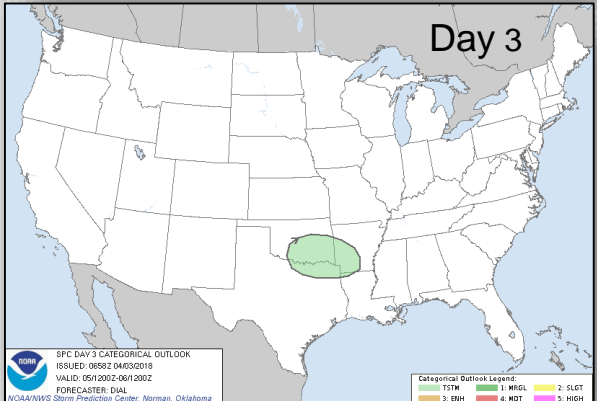 Day 3
NOAA
SPC DAY 3 CATEGORICAL OUTLOOK
ISSUED: 0658Z 04/03/2018
VALID: 05/1200Z-06/1200Z
FORECASTER: DIAL
NOAA/NWS Storm Prediction Center, Norman, Oklahoma
Categorical Outlook Legend:
TSTM 1: MRGL 2: SLGT
3: ENH 4: MDT 5: HIGH